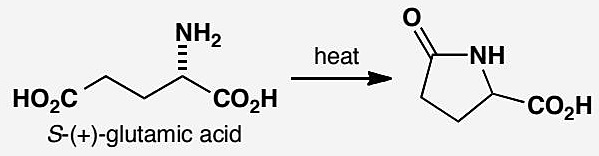 NH₂
HO₂C
CO₂H
S-(+)-glutamic acid
heat
O
NH
CO₂H